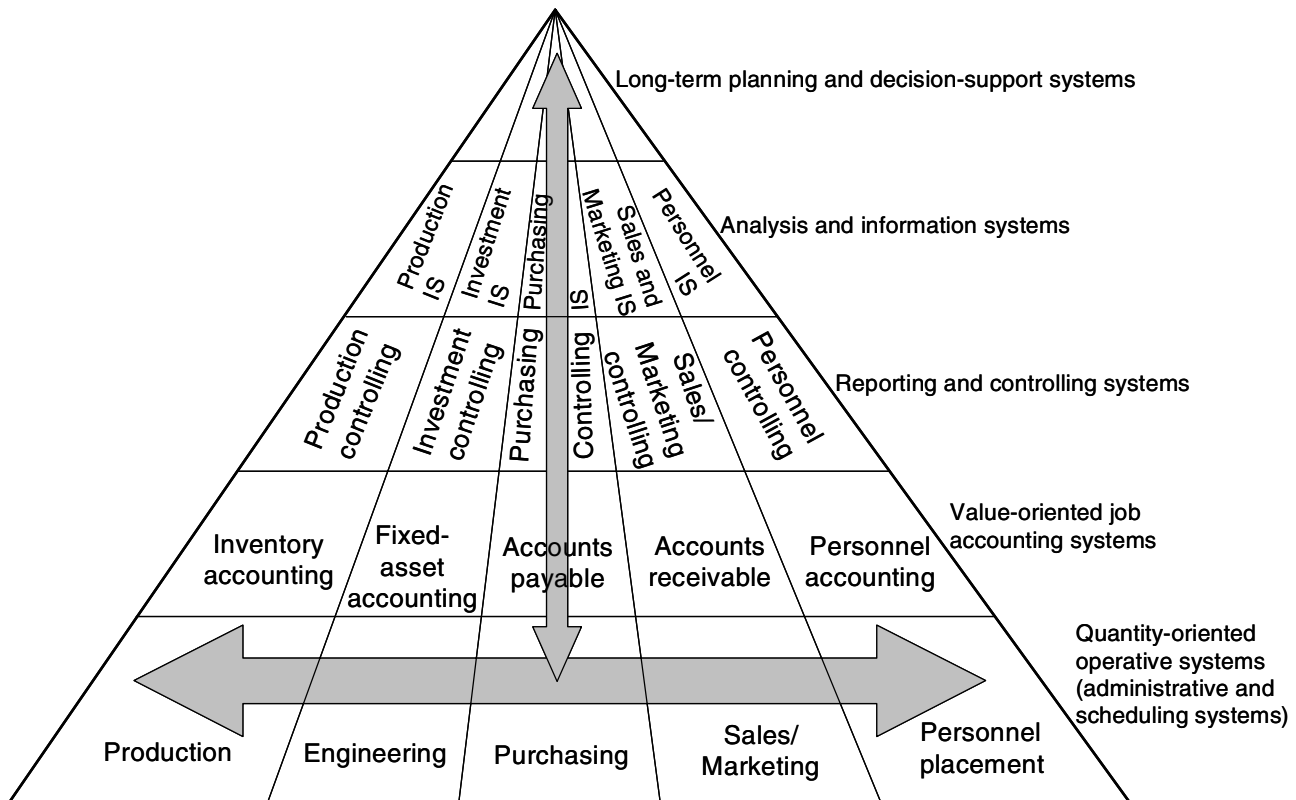 Long-term planning and decision-support systems
Production
IS
Investment
IS
Purchasing
IS
Sales and
Marketing IS
Personnel
IS
Analysis and information systems
Production
controlling
Investment
controlling
Purchasing
Controlling
Sales/
Marketing
controlling
Personnel
controlling
Reporting and controlling systems
Inventory
accounting
Fixed-
asset
accounting
Accounts
payable
Accounts
receivable
Personnel
accounting
Value-oriented job
accounting systems
Quantity-oriented
operative systems
(administrative and
scheduling systems)
Production
Engineering
Purchasing
Sales/
Marketing
Personnel
placement